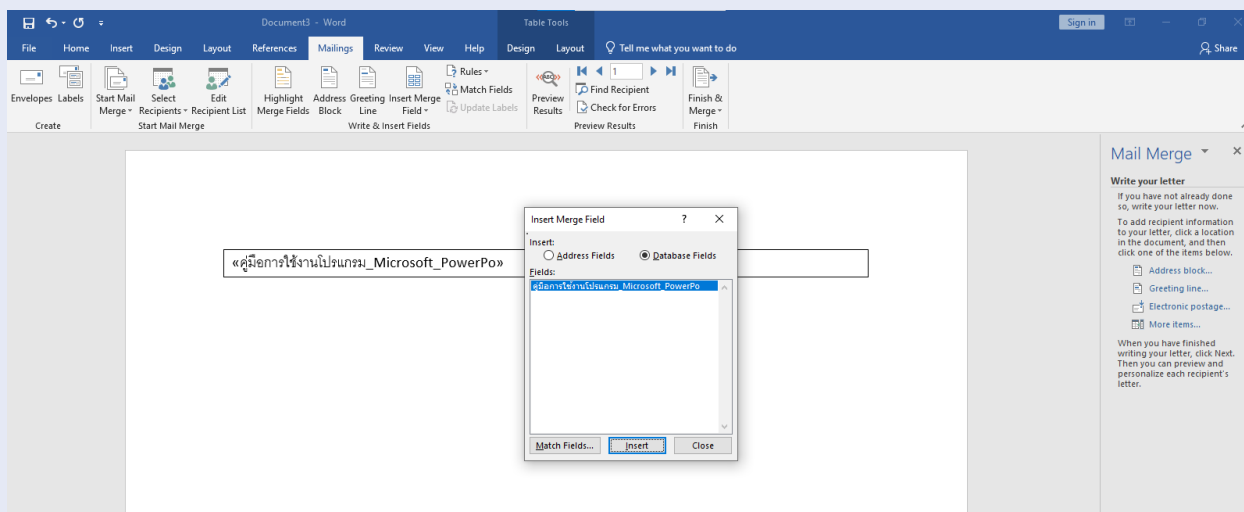 Document3 - Word
Table Tools
Sign in
File Home Insert Design Layout References Mailings Review View Help Design Layout Tell me what you want to do Share
Envelopes Labels
Create
Start Mail Merge
Select Recipients
Edit Recipient List
Start Mail Merge
Highlight Merge Fields
Address Block
Greeting Line
Insert Merge Field
Rules
Match Fields
Update Labels
Write & Insert Fields
«ABC»
Preview Results
1
Find Recipient
Check for Errors
Preview Results
Finish & Merge
Finish
«คู่มือการใช้งานโปรแกรม_Microsoft_PowerPo»
Insert Merge Field ? ×
Insert:
Address Fields Database Fields
Fields:
คู่มือการใช้งานโปรแกรม_Microsoft_PowerPo
Match Fields... Insert Close
Mail Merge
Write your letter
If you have not already done
so, write your letter now.
To add recipient information
to your letter, click a location
in the document, and then
click one of the items below.
Address block...
Greeting line...
Electronic postage...
More items...
When you have finished
writing your letter, click Next.
Then you can preview and
personalize each recipient's
letter.